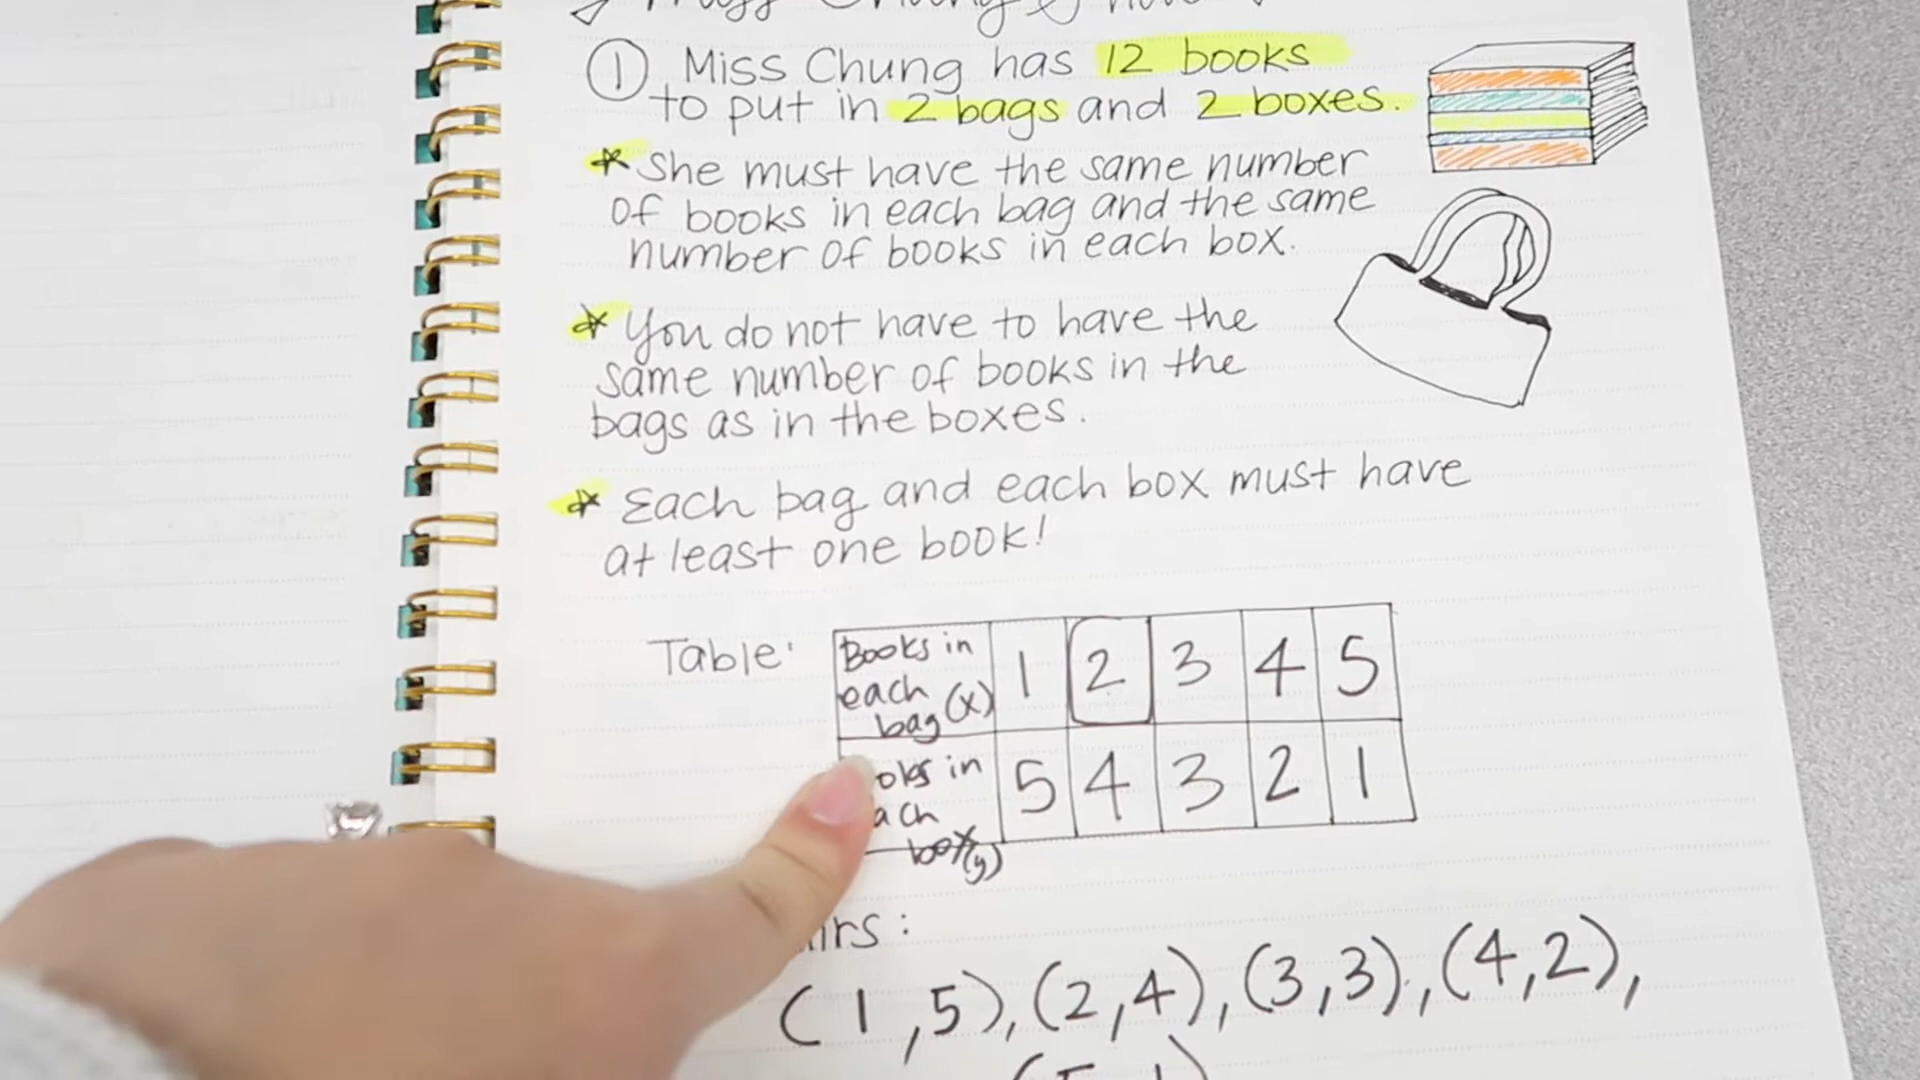 Miss Chung
① Miss Chung has 12 books
to put in 2 bags and 2 boxes.
* She must have the same number
of books in each bag and the same
number of books in each box.
* You do not have to have the
same number of books in the
bags as in the boxes.
* Each bag and each box must have
at least one book!
Table:
Books in
each
bag (x)
1 2 3 4 5
in
box(y)
5 4 3 2 1
(1,5), (2,4), (3,3), (4,2),